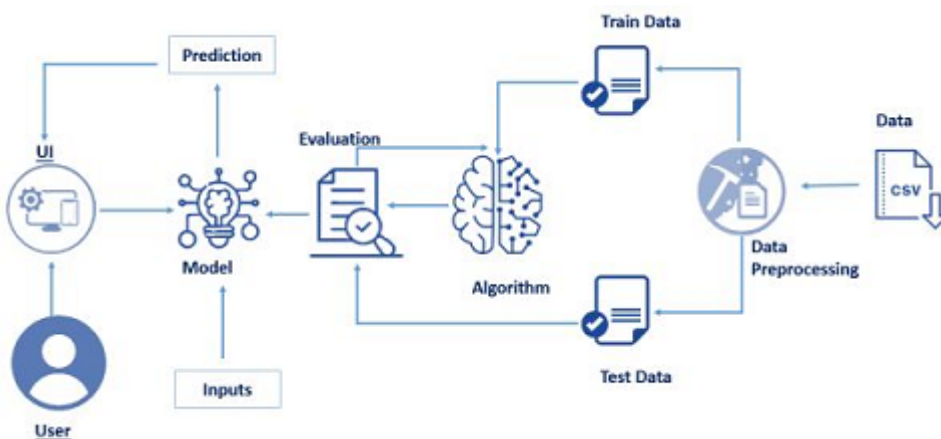 Train Data
Prediction
Data
Evaluation
UI
CSV
Data
Preprocessing
Model
Algorithm
Inputs
Test Data
User